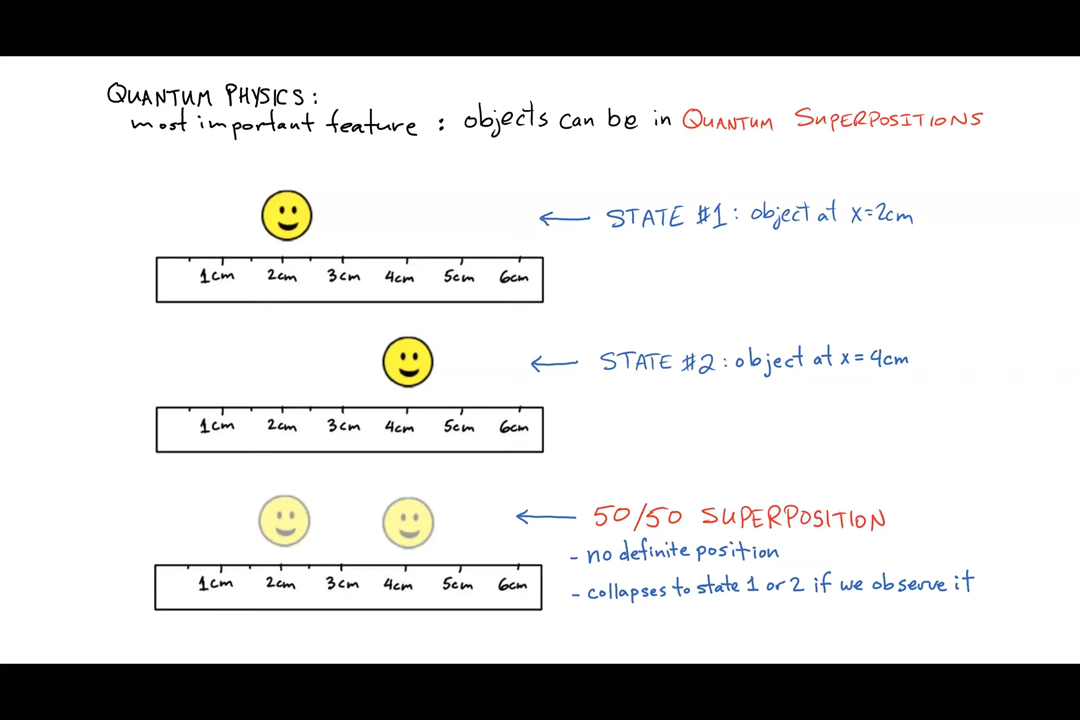 QUANTUM PHYSICS:
most important feature : objects can be in QUANTUM SUPERPOSITIONS
← STATE #1: object at x=2cm
1cm 2cm 3cm 4cm 5cm 6cm
← STATE #2: object at x=4cm
1cm 2cm 3cm 4cm 5cm 6cm
← 50/50 SUPERPOSITION
- no definite position
1cm 2cm 3cm 4cm 5cm 6cm
- collapses to state 1 or 2 if we observe it